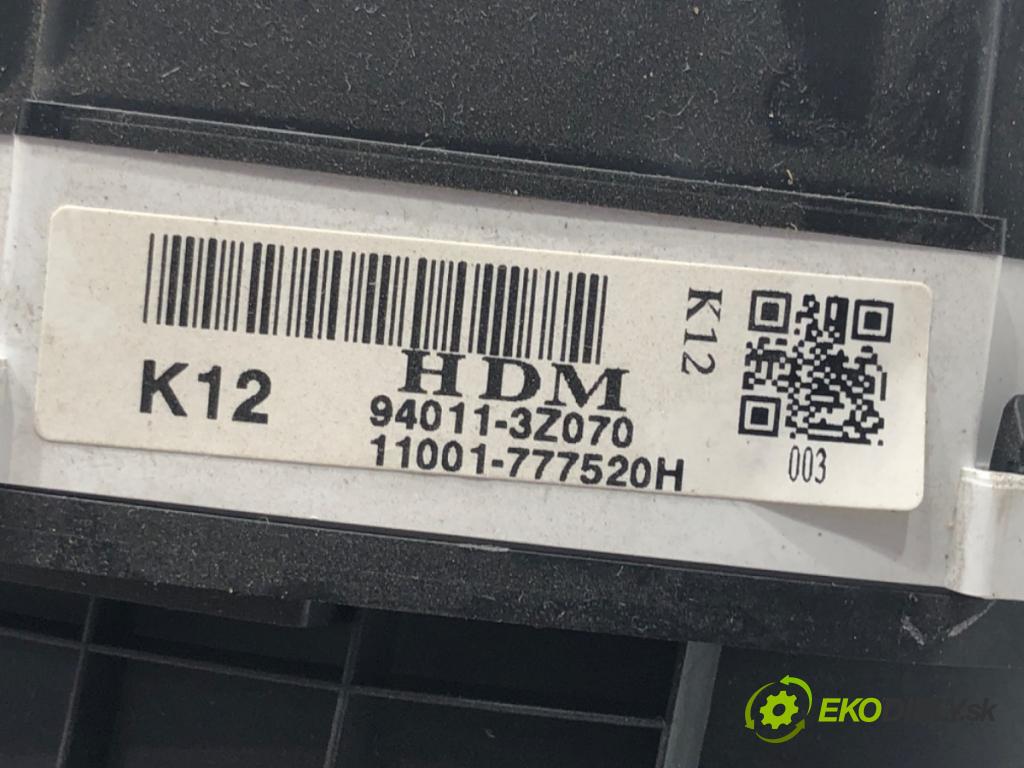 K12
HDM
94011-3Z070
11001-777520H
K12
003
EKODIELY.sk